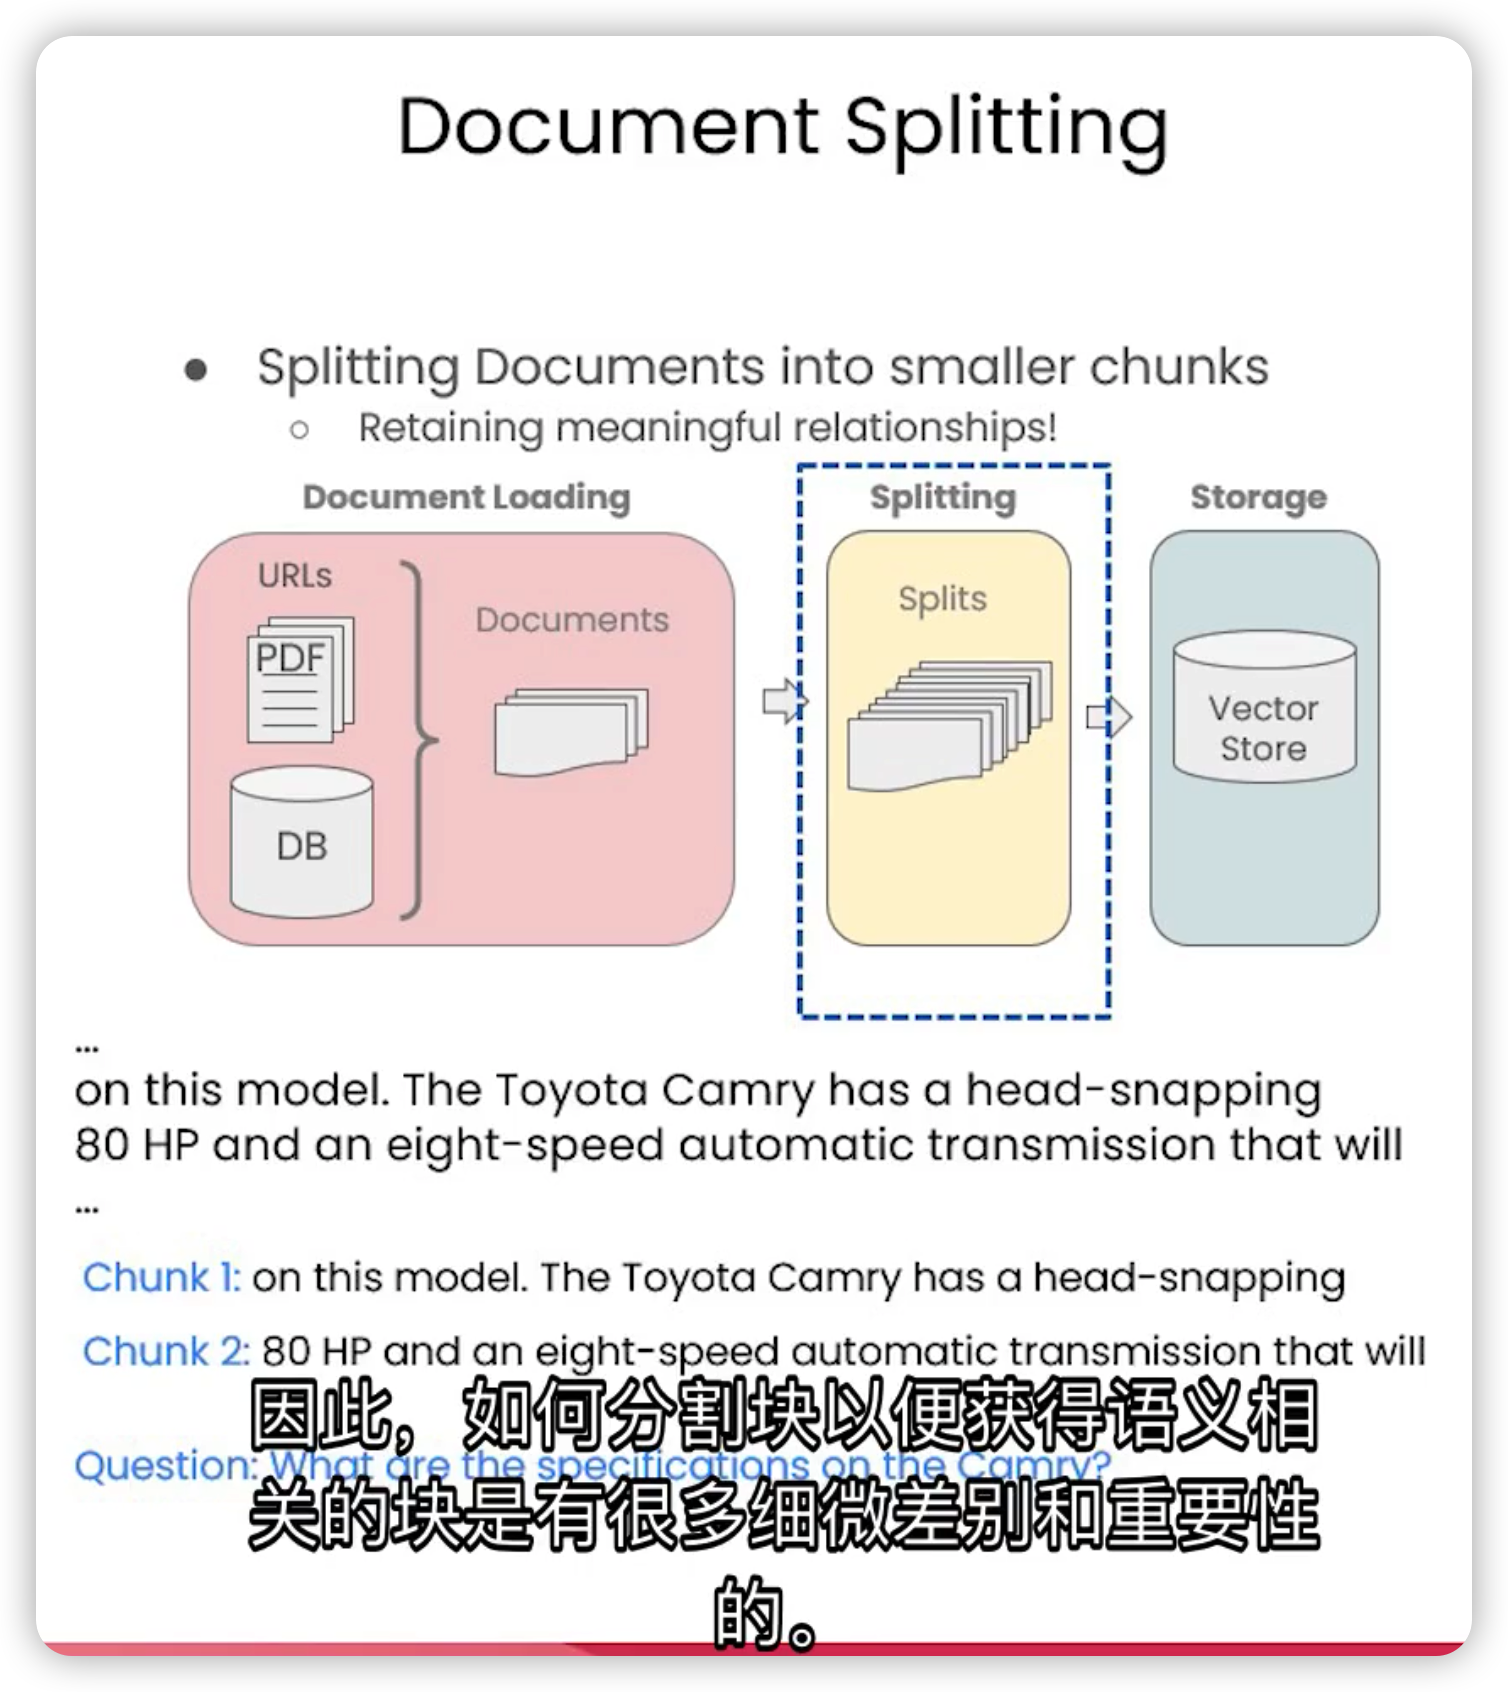 Document Splitting
● Splitting Documents into smaller chunks
○ Retaining meaningful relationships!
Document Loading
URLs
PDF
DB
Documents
Splitting
Splits
Storage
Vector
Store
...
on this model. The Toyota Camry has a head-snapping
80 HP and an eight-speed automatic transmission that will
...
Chunk 1: on this model. The Toyota Camry has a head-snapping
Chunk 2: 80 HP and an eight-speed automatic transmission that will
Question: What are the specifications on the Camry?
因此，如何分割块以便获得语义相
关的块是有很多细微差别和重要性
的。